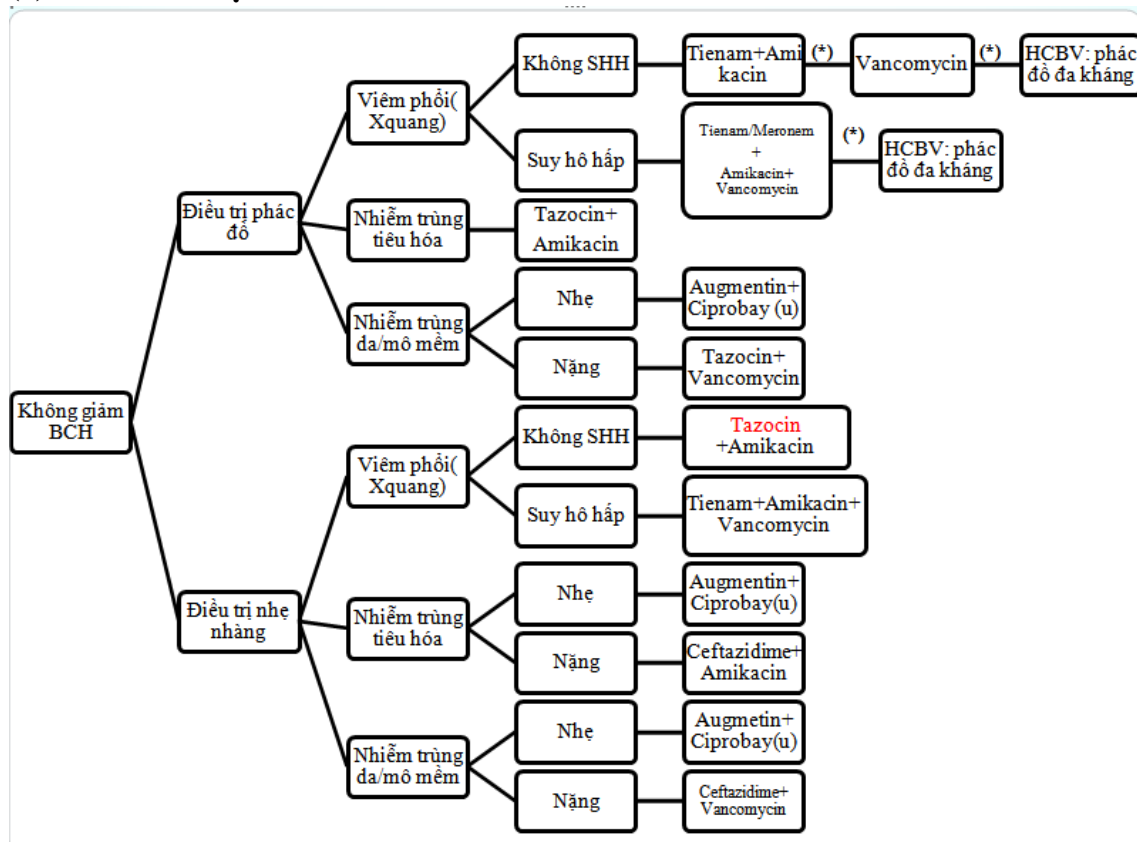 Không SHH
Tienam+Ami
kacin
(*)
Vancomycin
(*)
HCBV: phác
đồ đa kháng
Viêm phổi(
Xquang)
Suy hô hấp
Tienam/Meronem
+
Amikacin+
Vancomycin
(*)
HCBV: phác
đồ đa kháng
Điều trị phác
đồ
Nhiễm trùng
tiêu hóa
Tazocin+
Amikacin
Nhiễm trùng
da/mô mềm
Nhẹ
Augmentin+
Ciprobay (u)
Nặng
Tazocin+
Vancomycin
Không giảm
BCH
Viêm phổi(
Xquang)
Không SHH
Tazocin
+Amikacin
Suy hô hấp
Tienam+Amikacin+
Vancomycin
Điều trị nhẹ
nhàng
Nhiễm trùng
tiêu hóa
Nhẹ
Augmentin+
Ciprobay(u)
Nặng
Ceftazidime+
Amikacin
Nhiễm trùng
da/mô mềm
Nhẹ
Augmetin+
Ciprobay(u)
Nặng
Ceftazidime+
Vancomycin